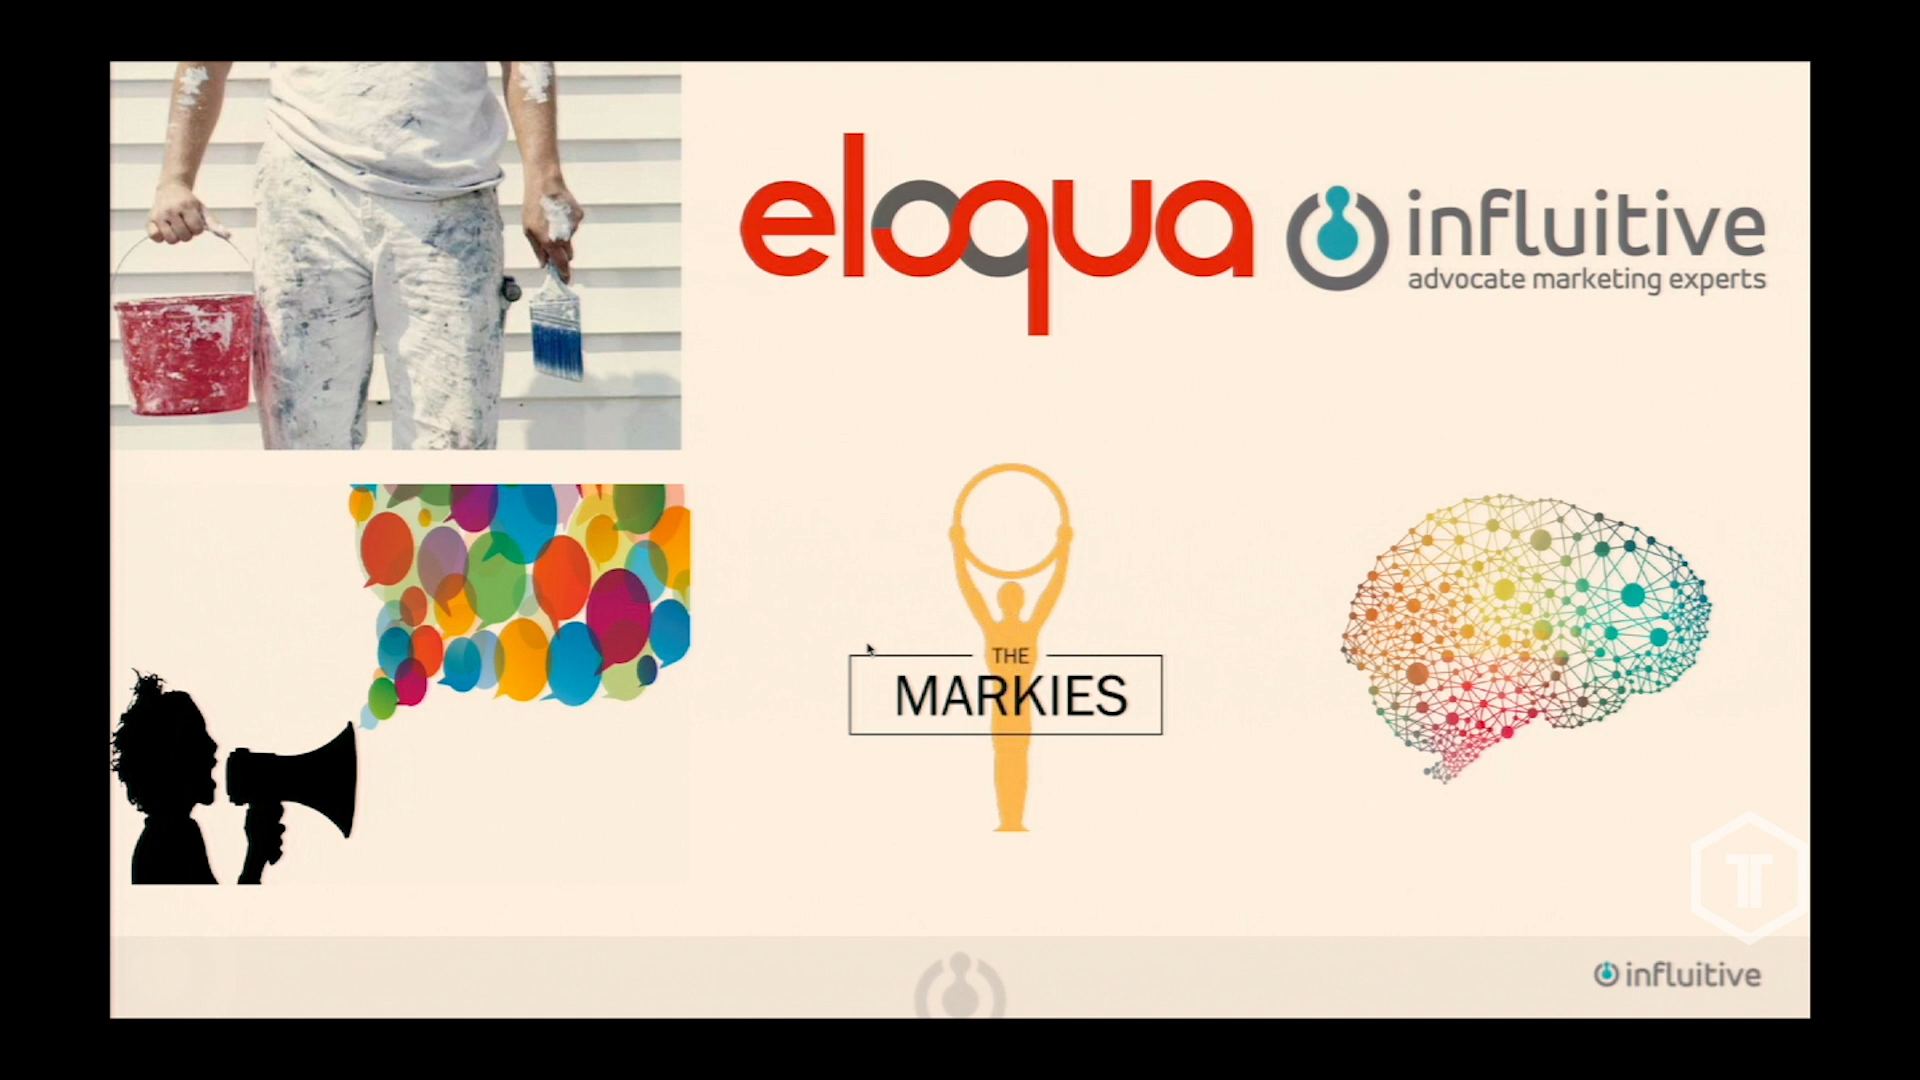 eloqua
influitive
advocate marketing experts
THE
MARKIES
influitive